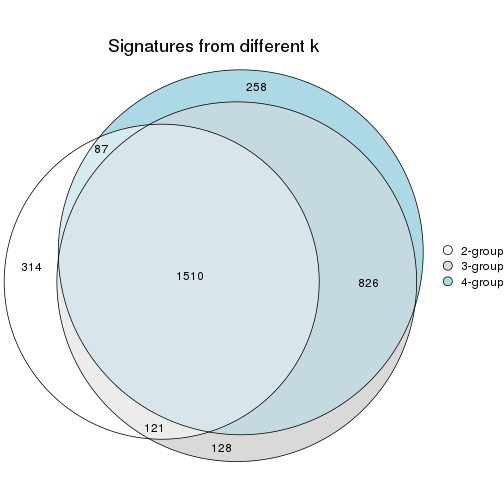 Signatures from different k
258
87
314
1510
826
121
128
2-group
3-group
4-group